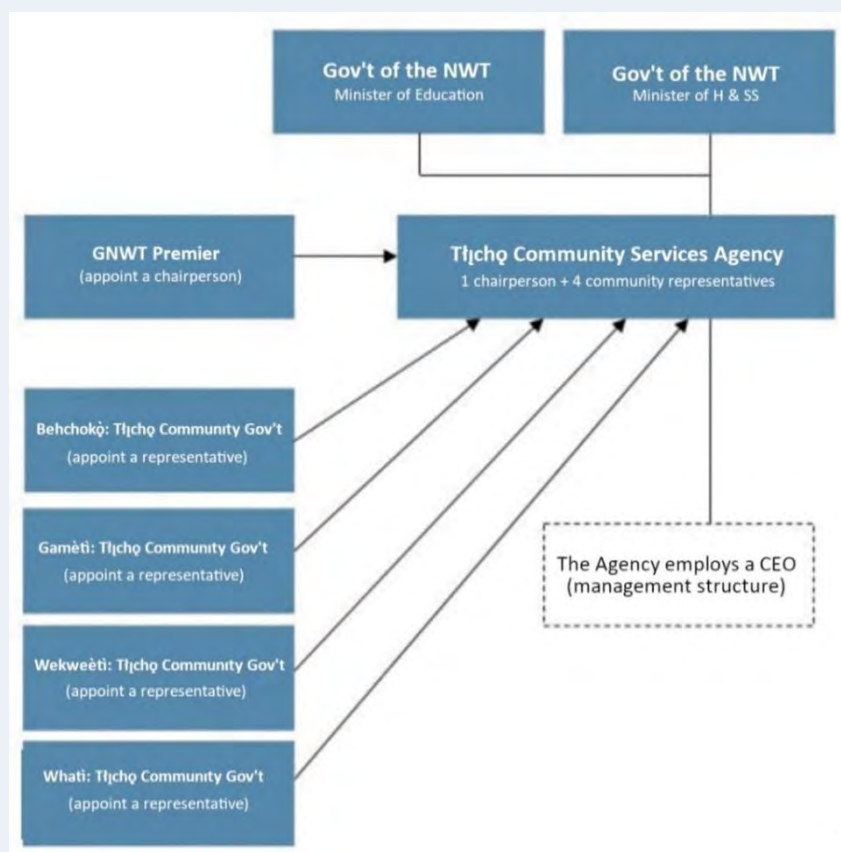 Gov't of the NWT
Minister of Education
Gov't of the NWT
Minister of H & SS
GNWT Premier
(appoint a chairperson)
Tłı̨chǫ Community Services Agency
1 chairperson + 4 community representatives
Behchokǫ̀: Tłı̨chǫ Community Gov't
(appoint a representative)
Gamètì: Tłı̨chǫ Community Gov't
(appoint a representative)
Wekweètì: Tłı̨chǫ Community Gov't
(appoint a representative)
Whatì: Tłı̨chǫ Community Gov't
(appoint a representative)
The Agency employs a CEO
(management structure)